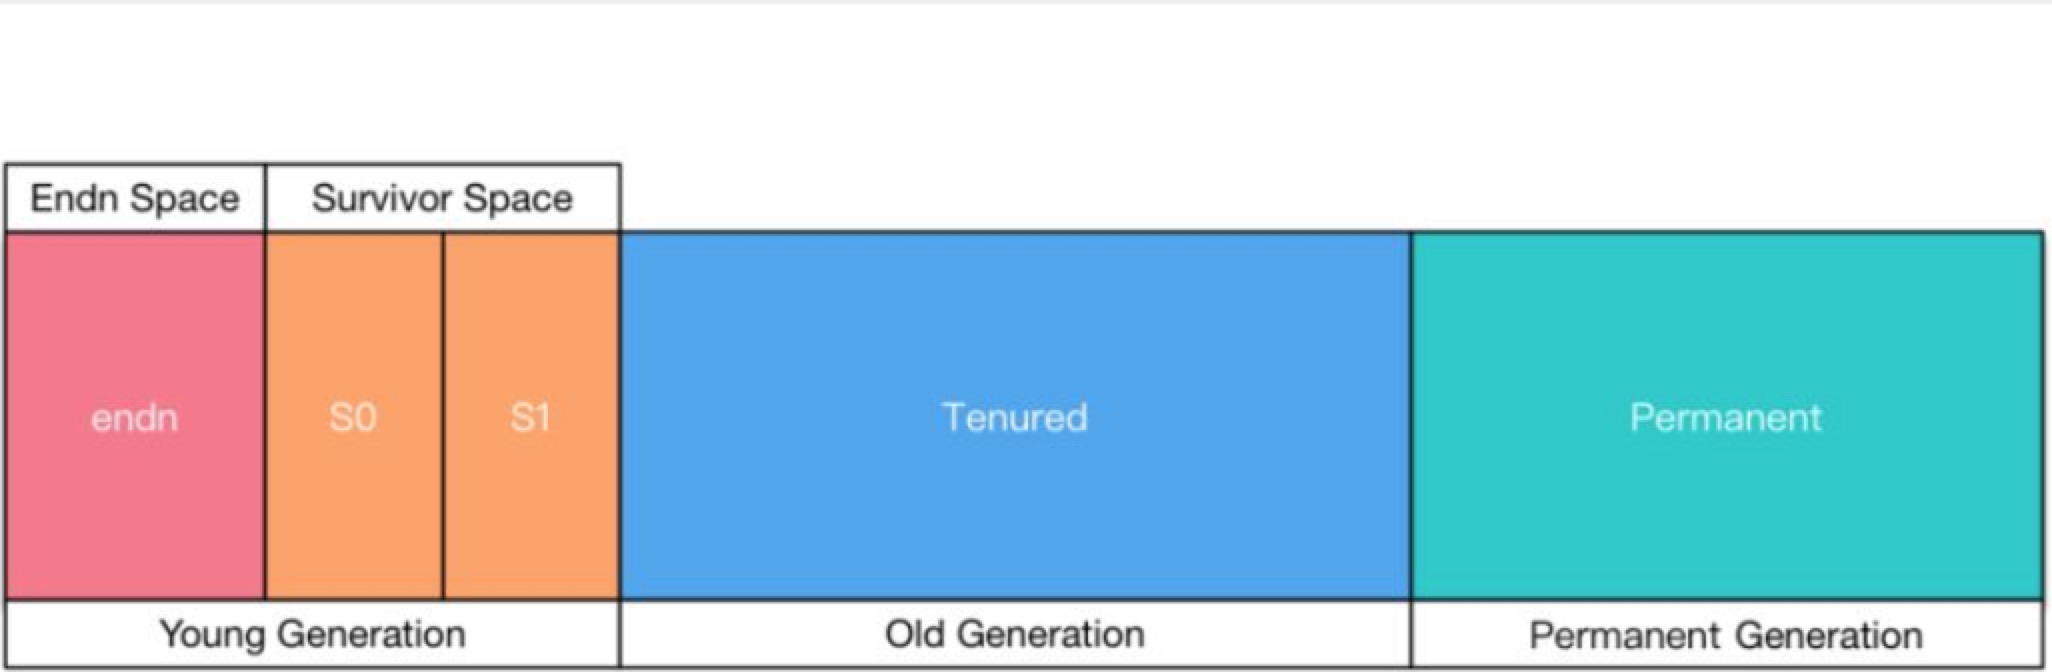 Endn Space
Survivor Space
endn
S0
S1
Tenured
Permanent
Young Generation
Old Generation
Permanent Generation